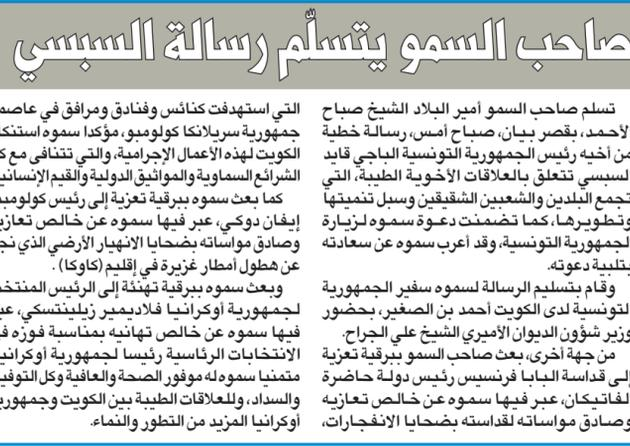 صاحب السمو يتسلّم رسالة السبسي
تسلم صاحب السمو أمير البلاد الشيخ صباح
الأحمد، بقصر بيان، صباح أمس، رسالة خطية
من أخيه رئيس الجمهورية التونسية الباجي قايد
السبسي تتعلق بالعلاقات الأخوية الطيبة، التي
تجمع البلدين والشعبين الشقيقين وسبل تنميتها
وتطويرها، كما تضمنت دعوة سموه لزيارة
الجمهورية التونسية، وقد أعرب سموه عن سعادته
بتلبية دعوته.
وقام بتسليم الرسالة لسموه سفير الجمهورية
التونسية لدى الكويت أحمد بن الصغير، بحضور
وزير شؤون الديوان الأميري الشيخ علي الجراح.
من جهة أخرى، بعث صاحب السمو ببرقية تعزية
إلى قداسة البابا فرنسيس رئيس دولة حاضرة
الفاتيكان، عبر فيها سموه عن خالص تعازيه
وصادق مواساته لقداسته بضحايا الانفجارات،
التي استهدفت كنائس وفنادق ومرافق في عاصمة
جمهورية سريلانكا كولومبو، مؤكدا سموه استنكار
الكويت لهذه الأعمال الإجرامية، والتي تتنافى مع كل
الشرائع السماوية والمواثيق الدولية والقيم الإنسانية.
كما بعث سموه ببرقية تعزية إلى رئيس كولومبيا
إيفان دوكي، عبر فيها سموه عن خالص تعازيه
وصادق مواساته بضحايا الانهيار الأرضي الذي نجم
عن هطول أمطار غزيرة في إقليم (كاوكا) .
وبعث سموه ببرقية تهنئة إلى الرئيس المنتخب
لجمهورية أوكرانيا فلاديمير زيلينتسكي، عبر
فيها سموه عن خالص تهانيه بمناسبة فوزه في
الانتخابات الرئاسية رئيسا لجمهورية أوكرانيا،
متمنيا سموه له موفور الصحة والعافية وكل التوفيق
والسداد، وللعلاقات الطيبة بين الكويت وجمهورية
أوكرانيا المزيد من التطور والنماء.